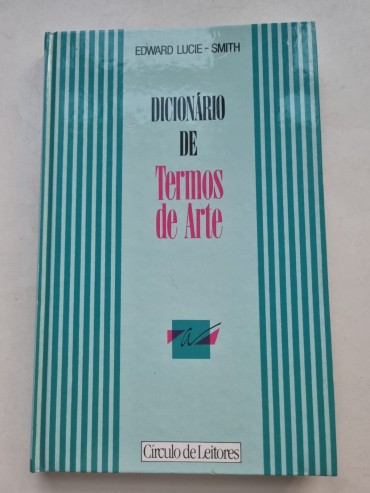 EDWARD LUCIE-SMITH
DICIONÁRIO
DE
Termos
de Arte
a
Círculo de Leitores